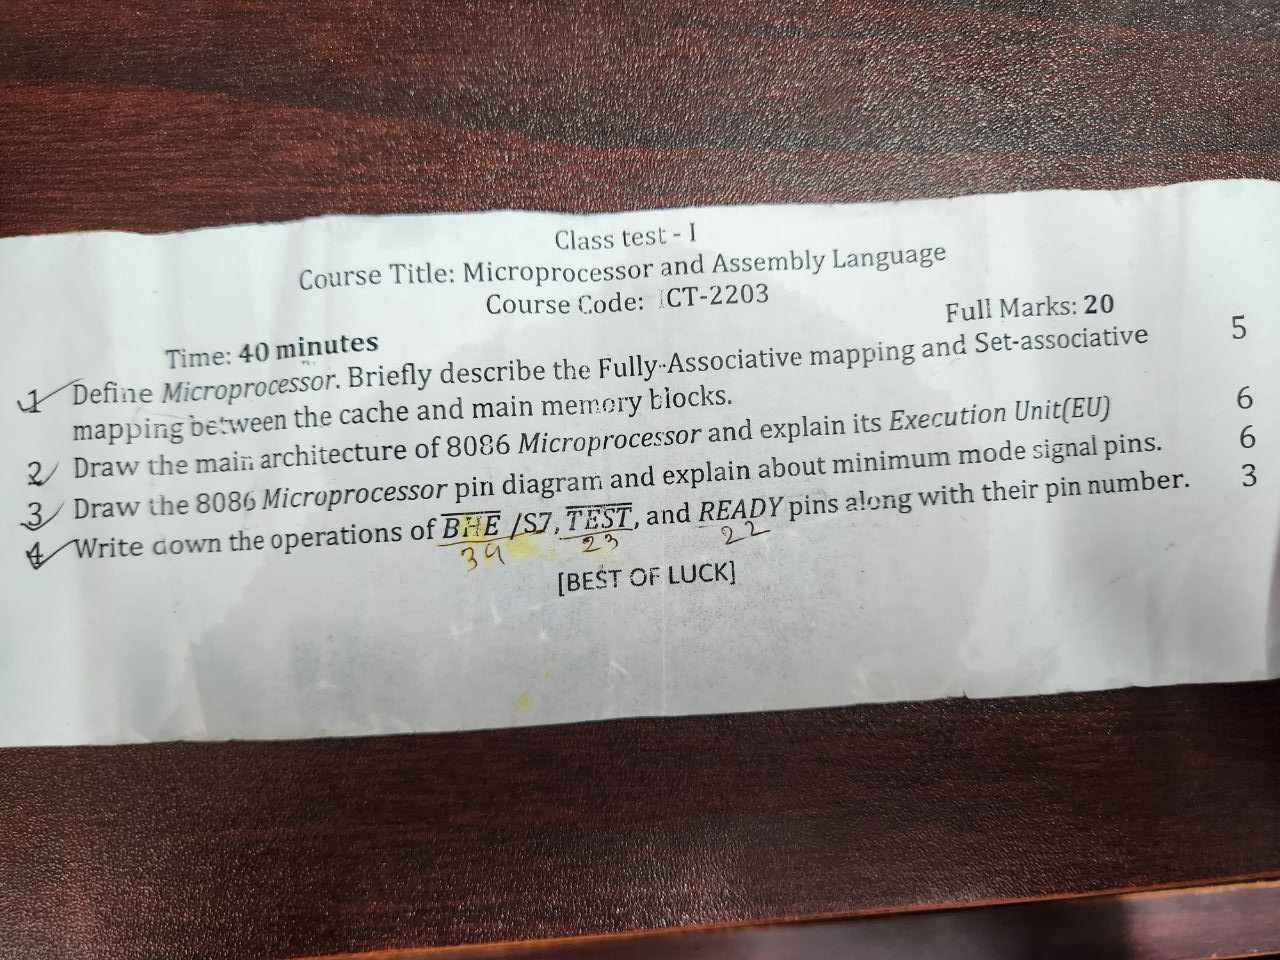 Class test - I
Course Title: Microprocessor and Assembly Language
Course Code: ICT-2203
Time: 40 minutes Full Marks: 20
1 Define Microprocessor. Briefly describe the Fully-Associative mapping and Set-associative 5
mapping between the cache and main memory blocks.
2 Draw the main architecture of 8086 Microprocessor and explain its Execution Unit(EU) 6
3 Draw the 8086 Microprocessor pin diagram and explain about minimum mode signal pins. 6
4 Write down the operations of B̅H̅E̅ /S7, T̅E̅S̅T̅, and READY pins along with their pin number. 3
34 23 22
[BEST OF LUCK]